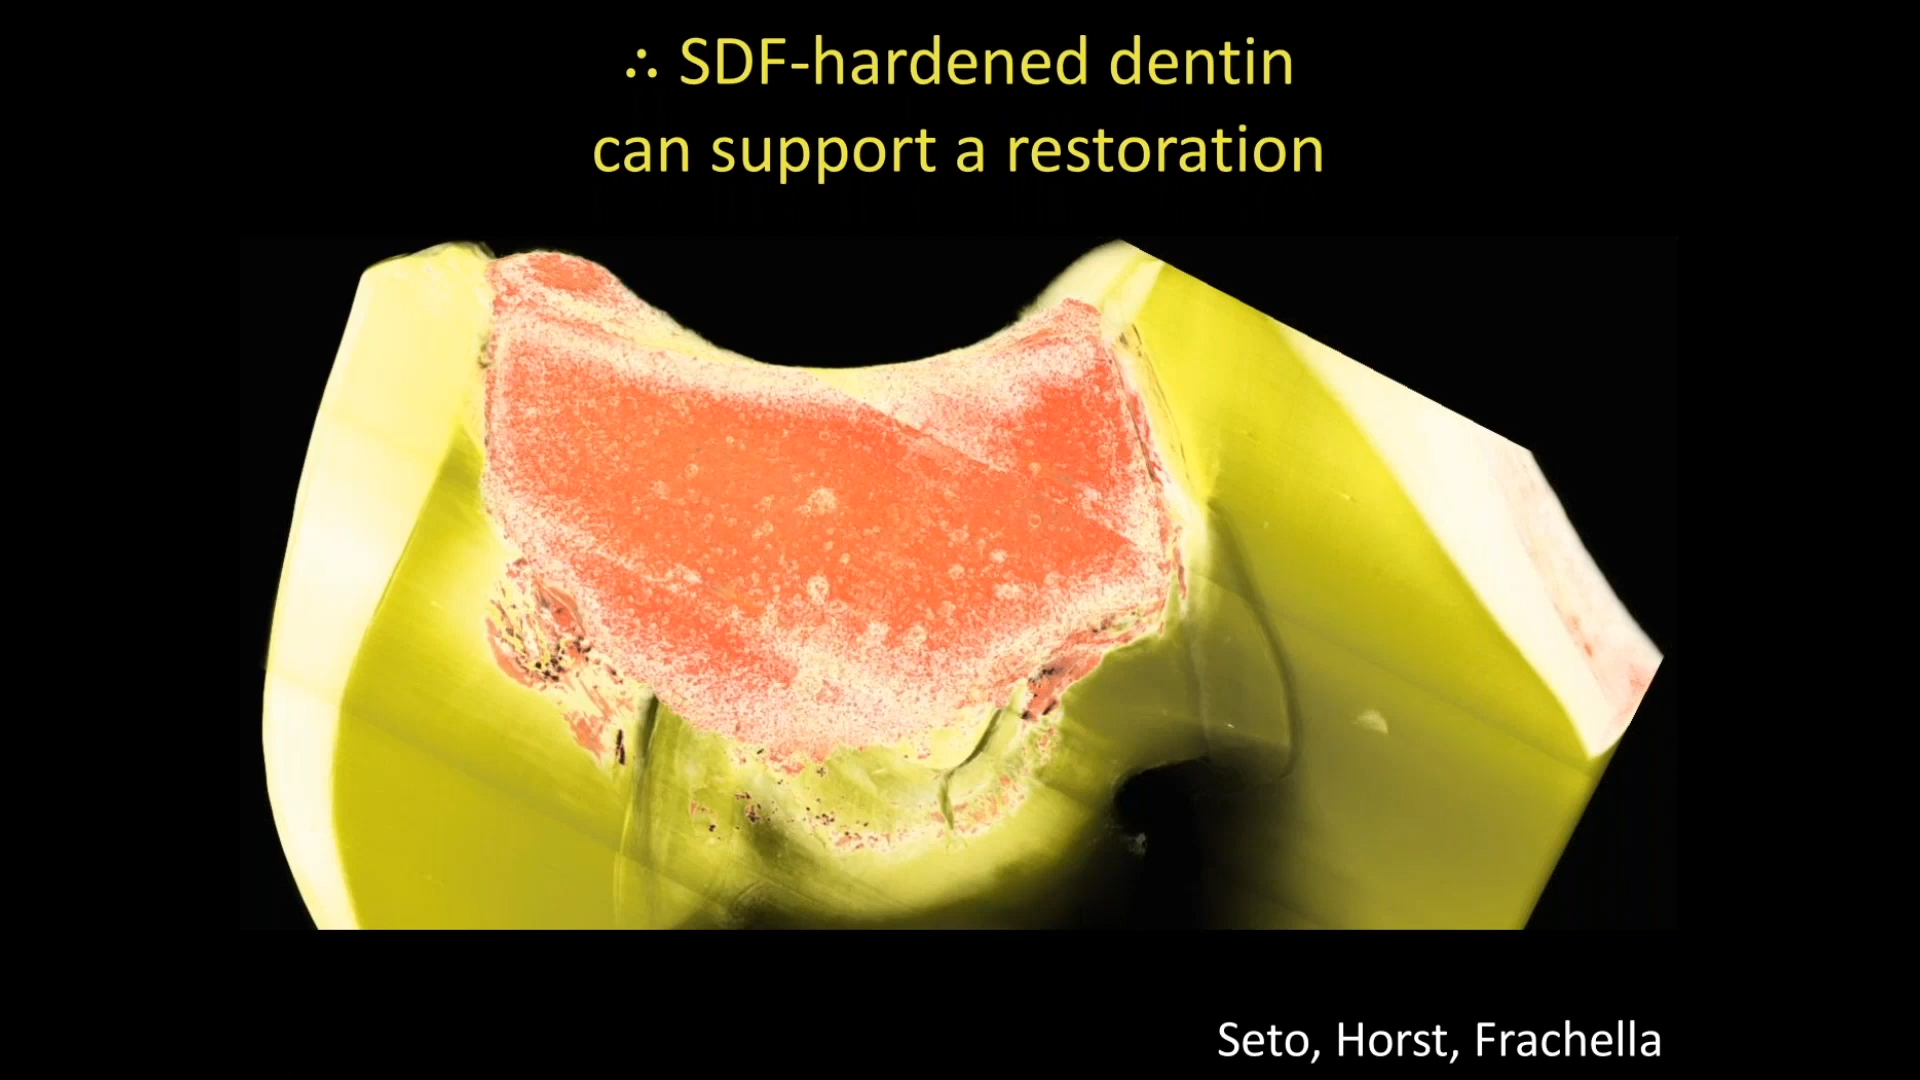 ∴ SDF-hardened dentin
can support a restoration
Seto, Horst, Frachella